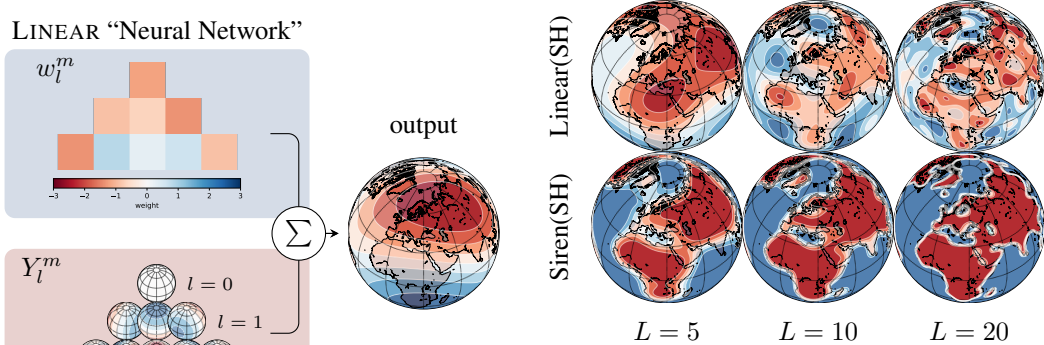 LINEAR “Neural Network”
w_l^m
−3 −2 −1 0 1 2 3
weight
output
∑
Y_l^m
l = 0
l = 1
Linear(SH)
Siren(SH)
L = 5 L = 10 L = 20